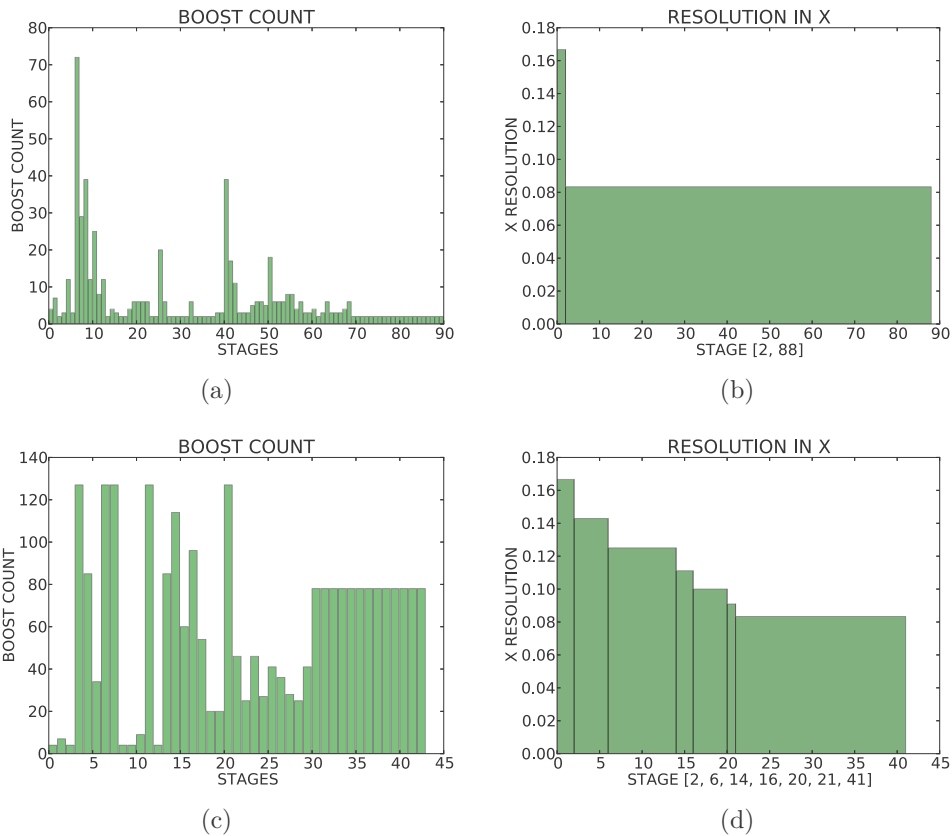 BOOST COUNT
BOOST COUNT
80
70
60
50
40
30
20
10
0
0 10 20 30 40 50 60 70 80 90
STAGES
(a)
RESOLUTION IN X
X RESOLUTION
0.18
0.16
0.14
0.12
0.10
0.08
0.06
0.04
0.02
0.00
0 10 20 30 40 50 60 70 80 90
STAGE [2, 88]
(b)
BOOST COUNT
BOOST COUNT
140
120
100
80
60
40
20
0
0 5 10 15 20 25 30 35 40 45
STAGES
(c)
RESOLUTION IN X
X RESOLUTION
0.18
0.16
0.14
0.12
0.10
0.08
0.06
0.04
0.02
0.00
0 5 10 15 20 25 30 35 40 45
STAGE [2, 6, 14, 16, 20, 21, 41]
(d)